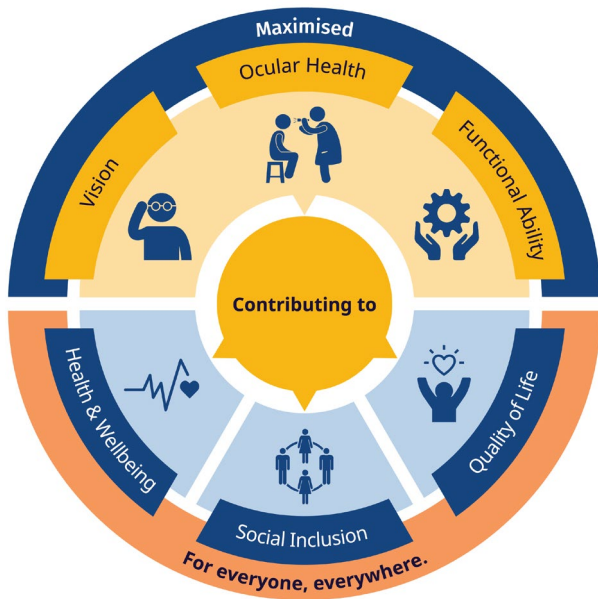 Maximised
Ocular Health
Vision
Functional Ability
Contributing to
Health & Wellbeing
Quality of Life
Social Inclusion
For everyone, everywhere.